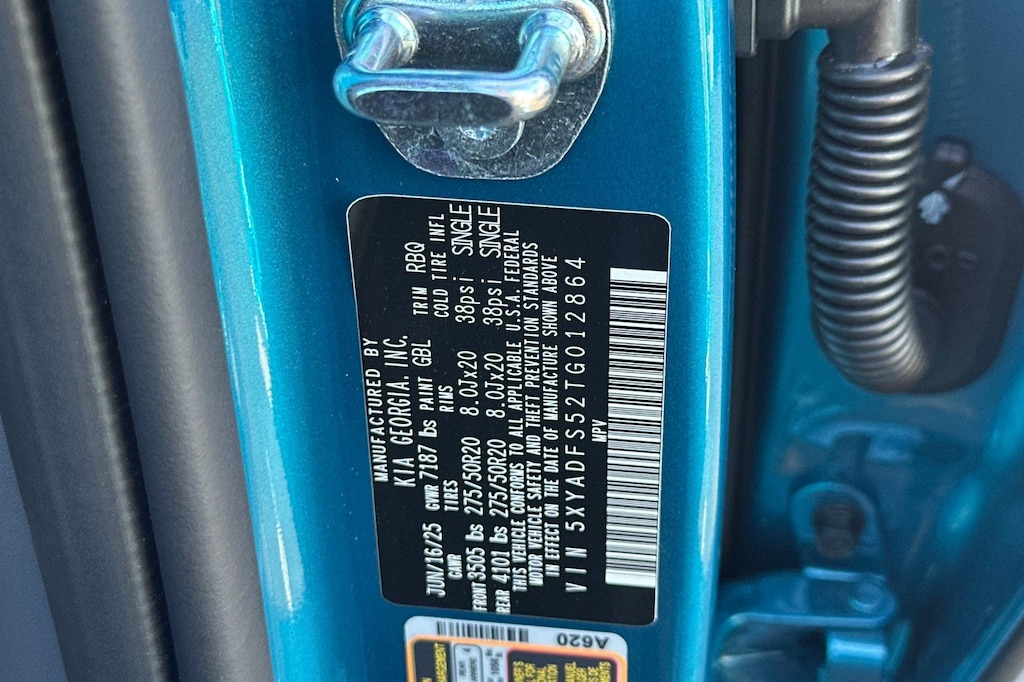 MANUFACTURED BY
KIA GEORGIA, INC.
JUN/16/25 GVWR 7187 lbs PAINT GBL TRIM RBQ
GAWR TIRES RIMS COLD TIRE INFL
FRONT 3505 lbs 275/50R20 8.0Jx20 38psi SINGLE
REAR 4101 lbs 275/50R20 8.0Jx20 38psi SINGLE
THIS VEHICLE CONFORMS TO ALL APPLICABLE U.S.A. FEDERAL
MOTOR VEHICLE SAFETY AND THEFT PREVENTION STANDARDS
IN EFFECT ON THE DATE OF MANUFACTURE SHOWN ABOVE
VIN 5XYADFS52TG012864
MPV
A620